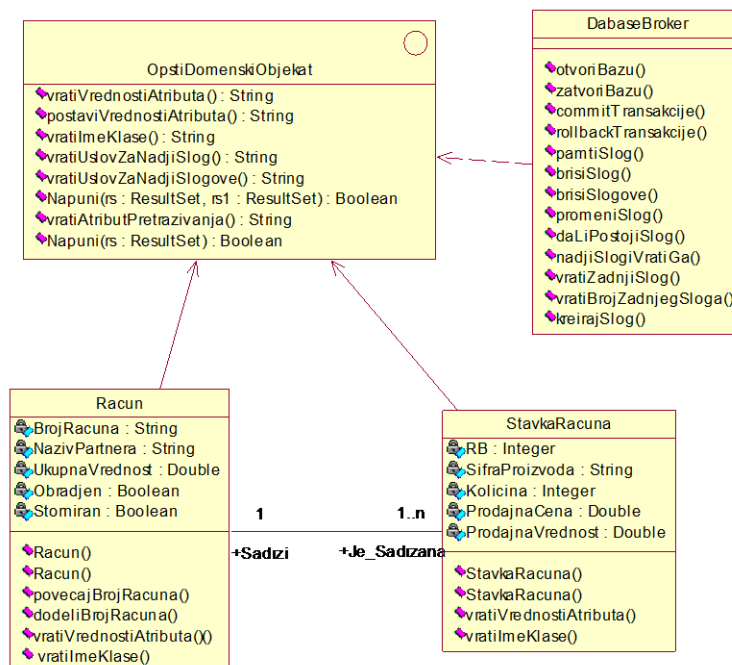 OpstiDomenskiObjekat
vratiVrednostiAtributa() : String
postaviVrednostiAtributa() : String
vratiImeKlase() : String
vratiUslovZaNadjiSlog() : String
vratiUslovZaNadjiSlogove() : String
Napuni(rs : ResultSet, rs1 : ResultSet) : Boolean
vratiAtributPretrazivanja() : String
Napuni(rs : ResultSet) : Boolean
DabaseBroker
otvoriBazu()
zatvoriBazu()
commitTransakcije()
rollbackTransakcije()
pamtiSlog()
brisiSlog()
brisiSlogove()
promeniSlog()
daLiPostojiSlog()
nadjiSlogiVratiGa()
vratiZadnjiSlog()
vratiBrojZadnjegSloga()
kreirajSlog()
Racun
BrojRacuna : String
NazivPartnera : String
UkupnaVrednost : Double
Obradjen : Boolean
Storniran : Boolean
Racun()
Racun()
povecajBrojRacuna()
dodeliBrojRacuna()
vratiVrednostiAtributa()()
vratiImeKlase()
1
+Sadrzi
1..n
+Je_Sadrzana
StavkaRacuna
RB : Integer
SifraProizvoda : String
Kolicina : Integer
ProdajnaCena : Double
ProdajnaVrednost : Double
StavkaRacuna()
StavkaRacuna()
vratiVrednostiAtributa()
vratiImeKlase()